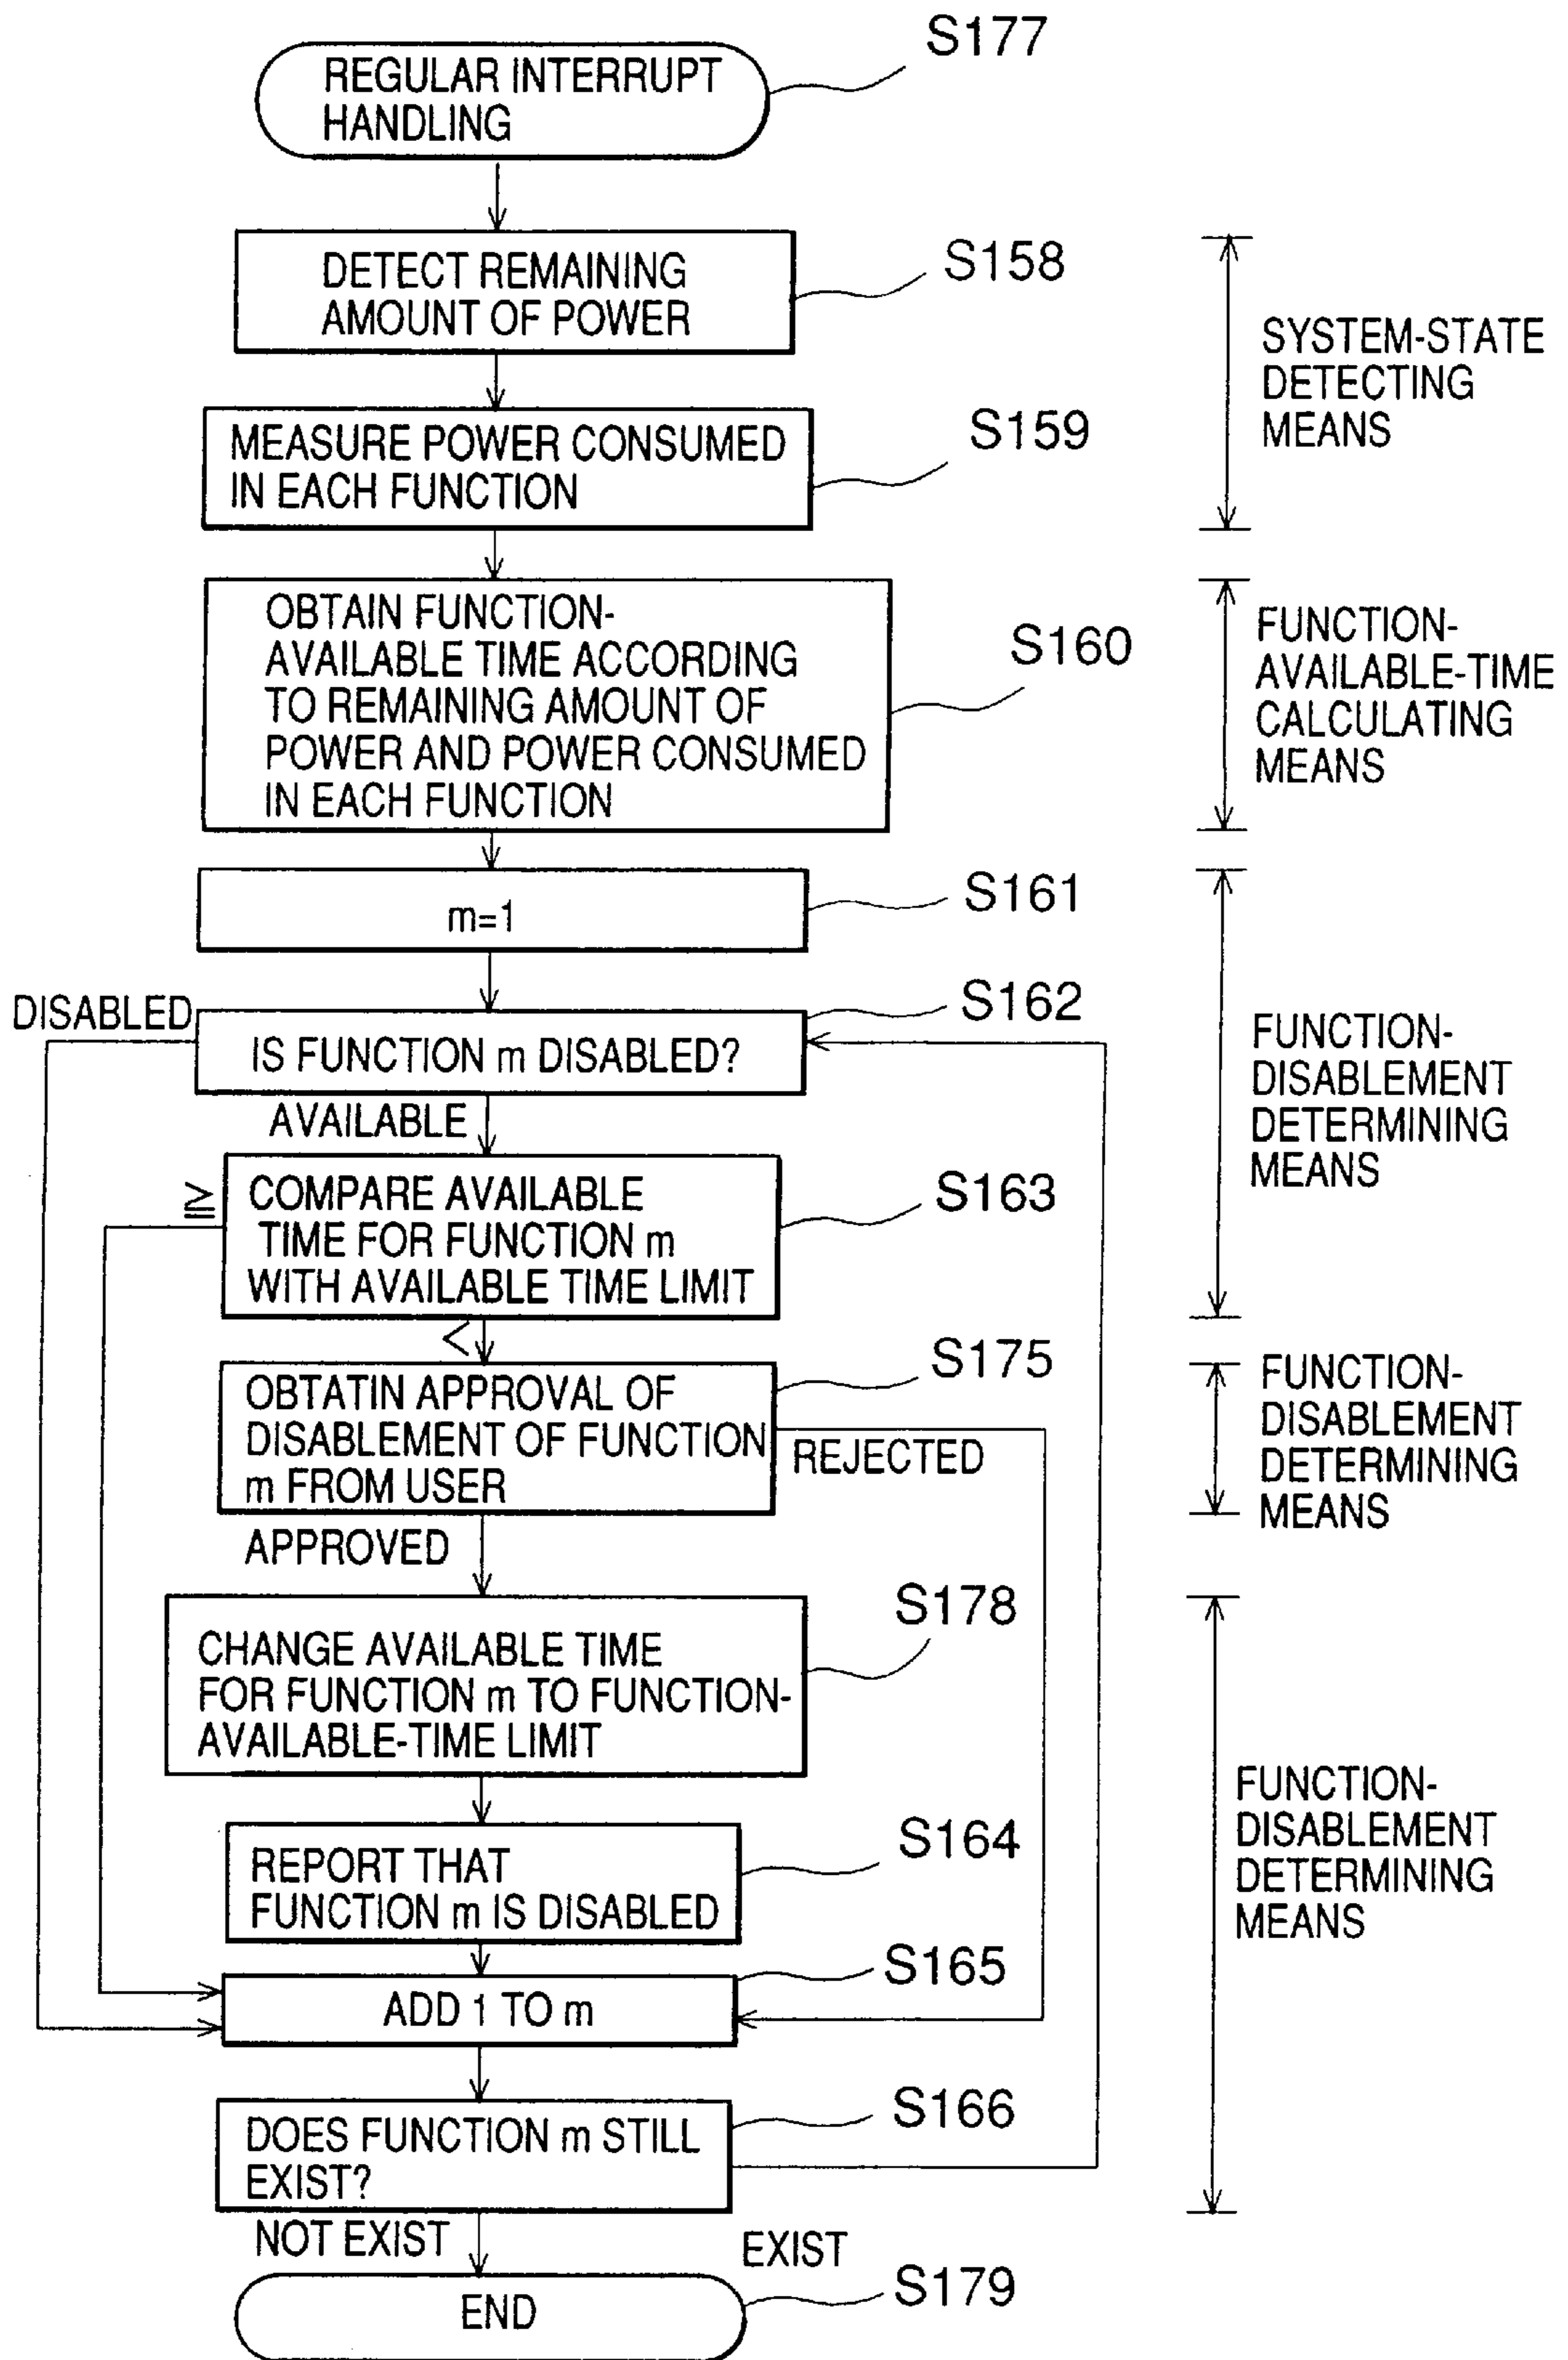 S177
REGULAR INTERRUPT
HANDLING
S158
DETECT REMAINING
AMOUNT OF POWER
SYSTEM-STATE
DETECTING
MEANS
S159
MEASURE POWER CONSUMED
IN EACH FUNCTION
S160
OBTAIN FUNCTION-
AVAILABLE TIME ACCORDING
TO REMAINING AMOUNT OF
POWER AND POWER CONSUMED
IN EACH FUNCTION
FUNCTION-
AVAILABLE-TIME
CALCULATING
MEANS
S161
m=1
S162
DISABLED
IS FUNCTION m DISABLED?
AVAILABLE
FUNCTION-
DISABLEMENT
DETERMINING
MEANS
S163
≧
COMPARE AVAILABLE
TIME FOR FUNCTION m
WITH AVAILABLE TIME LIMIT
<
S175
OBTATIN APPROVAL OF
DISABLEMENT OF FUNCTION
m FROM USER
REJECTED
APPROVED
FUNCTION-
DISABLEMENT
DETERMINING
MEANS
S178
CHANGE AVAILABLE TIME
FOR FUNCTION m TO FUNCTION-
AVAILABLE-TIME LIMIT
S164
REPORT THAT
FUNCTION m IS DISABLED
FUNCTION-
DISABLEMENT
DETERMINING
MEANS
S165
ADD 1 TO m
S166
DOES FUNCTION m STILL
EXIST?
NOT EXIST
EXIST
S179
END